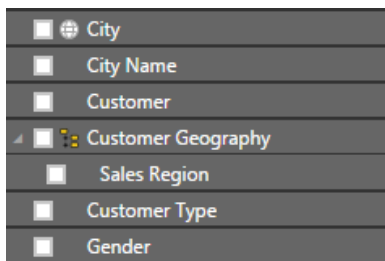 City
City Name
Customer
Customer Geography
Sales Region
Customer Type
Gender